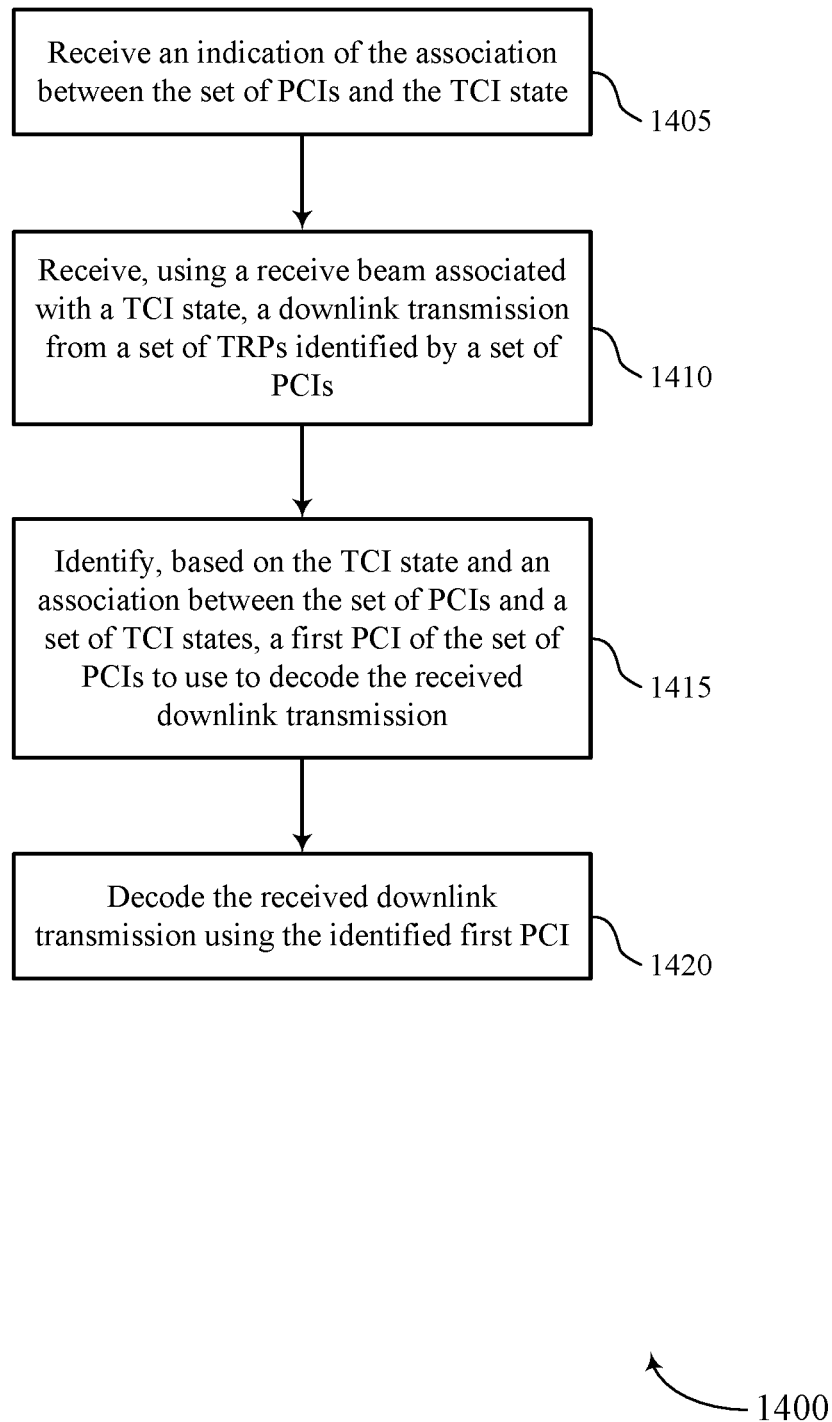 Receive an indication of the association
between the set of PCIs and the TCI state
1405
Receive, using a receive beam associated
with a TCI state, a downlink transmission
from a set of TRPs identified by a set of
PCIs
1410
Identify, based on the TCI state and an
association between the set of PCIs and a
set of TCI states, a first PCI of the set of
PCIs to use to decode the received
downlink transmission
1415
Decode the received downlink
transmission using the identified first PCI
1420
1400